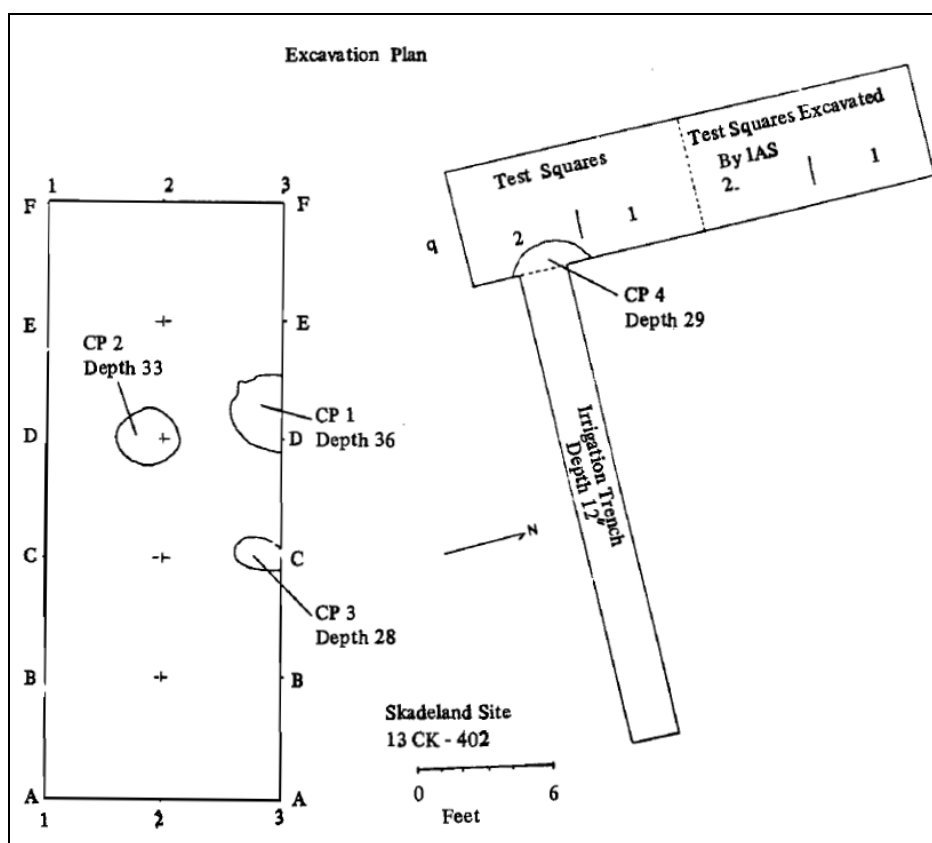 Excavation Plan
1 2 3
F F
E E
CP 2
Depth 33
CP 1
D D
Depth 36
C C
CP 3
Depth 28
B B
A A
1 2 3
Test Squares
2 | 1
q
Test Squares Excavated
By IAS
2. | 1
CP 4
Depth 29
Irrigation Trench
Depth 12"
N
Skadeland Site
13 CK - 402
0 6
Feet